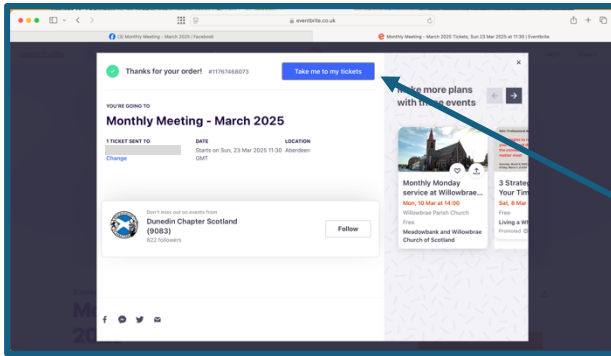 eventbrite.co.uk
(3) Monthly Meeting - March 2025 | Facebook
Monthly Meeting - March 2025 Tickets, Sun 23 Mar 2025 at 11:30 | Eventbrite
Thanks for your order! #11767468073
Take me to my tickets
YOU'RE GOING TO
Monthly Meeting - March 2025
1 TICKET SENT TO
Change
DATE
Starts on Sun, 23 Mar 2025 11:30
GMT
LOCATION
Aberdeen
Don't miss out on events from
Dunedin Chapter Scotland
(9083)
822 followers
Follow
more plans
with these events
Monthly Monday
service at Willowbrae...
Mon, 10 Mar at 14:00
Willowbrae Parish Church
Free
Meadowbank and Willowbrae
Church of Scotland
3 Strate
Your Tim
Sat, 8 Mar
Free
Living a Wh
Promoted